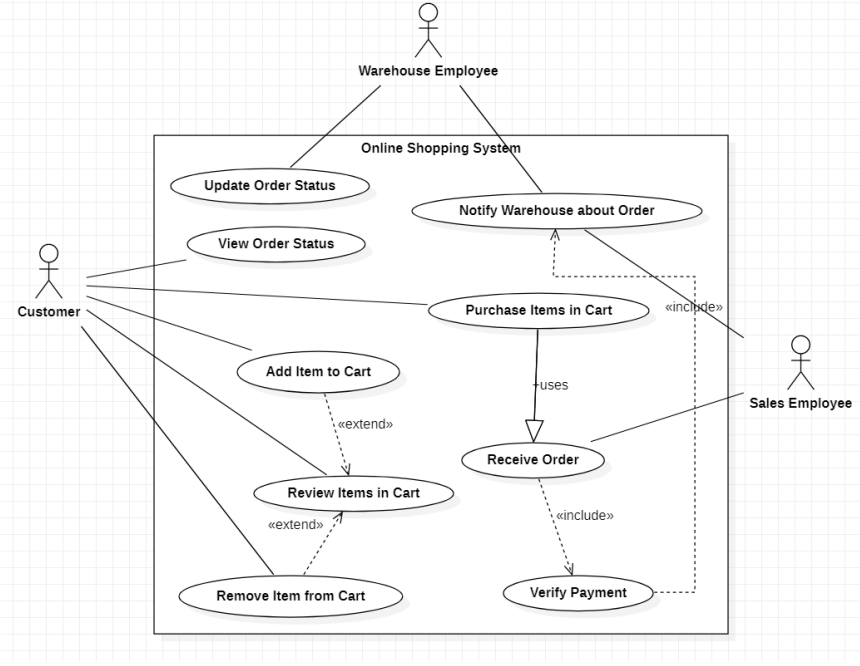 Warehouse Employee
Online Shopping System
Update Order Status
Notify Warehouse about Order
View Order Status
Customer
Purchase Items in Cart
«include»
Add Item to Cart
+uses
Sales Employee
«extend»
Receive Order
Review Items in Cart
«extend»
«include»
Remove Item from Cart
Verify Payment